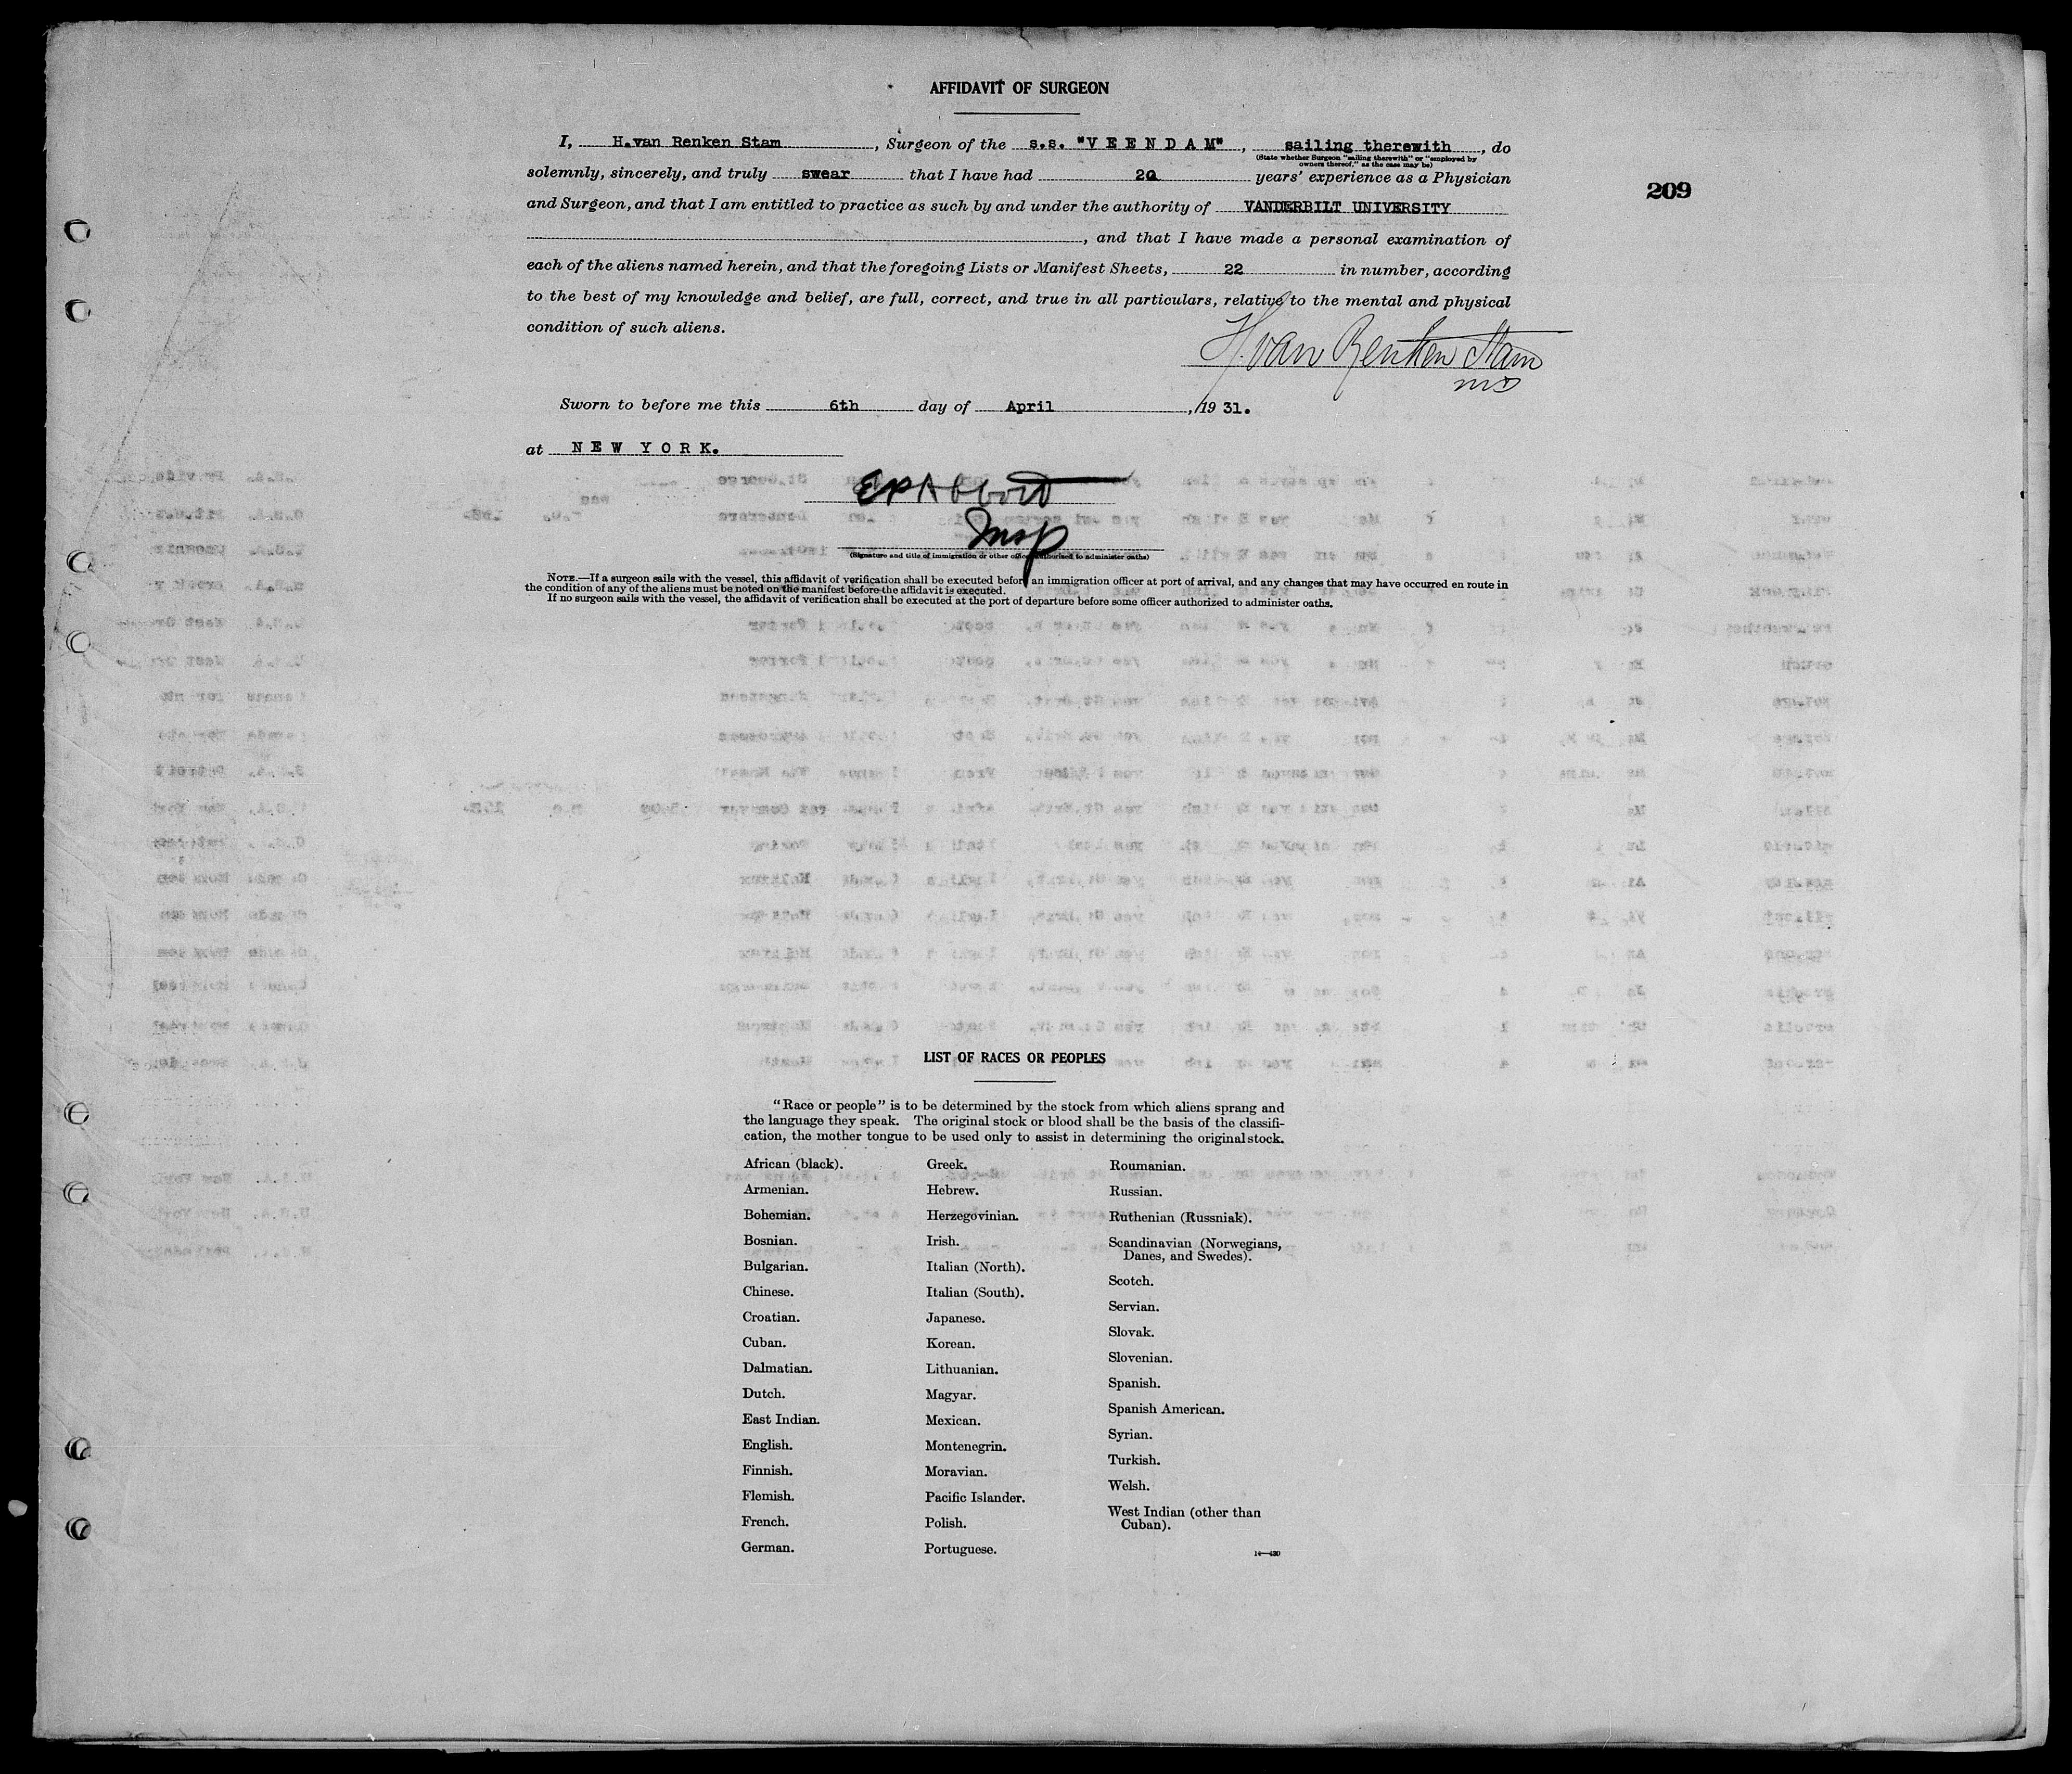 AFFIDAVIT OF SURGEON
I, H.van Renken Stam, Surgeon of the s.s. "V E E N D A M", sailing therewith, do
(State whether Surgeon "sailing therewith" or "employed by
owners thereof," as the case may be)
solemnly, sincerely, and truly swear that I have had 20 years' experience as a Physician
209
and Surgeon, and that I am entitled to practice as such by and under the authority of VANDERBILT UNIVERSITY
, and that I have made a personal examination of
each of the aliens named herein, and that the foregoing Lists or Manifest Sheets, 22 in number, according
to the best of my knowledge and belief, are full, correct, and true in all particulars, relative to the mental and physical
condition of such aliens.
H. van Renken Stam
MD
Sworn to before me this 6th day of April, 19 31.
at N E W Y O R K.
EP Abbott
Insp
(Signature and title of immigration or other officer authorized to administer oaths)
NOTE.—If a surgeon sails with the vessel, this affidavit of verification shall be executed before an immigration officer at port of arrival, and any changes that may have occurred en route in
the condition of any of the aliens must be noted on the manifest before the affidavit is executed.
If no surgeon sails with the vessel, the affidavit of verification shall be executed at the port of departure before some officer authorized to administer oaths.
LIST OF RACES OR PEOPLES
"Race or people" is to be determined by the stock from which aliens sprang and
the language they speak. The original stock or blood shall be the basis of the classifi-
cation, the mother tongue to be used only to assist in determining the original stock.
African (black).
Armenian.
Bohemian.
Bosnian.
Bulgarian.
Chinese.
Croatian.
Cuban.
Dalmatian.
Dutch.
East Indian.
English.
Finnish.
Flemish.
French.
German.
Greek.
Hebrew.
Herzegovinian.
Irish.
Italian (North).
Italian (South).
Japanese.
Korean.
Lithuanian.
Magyar.
Mexican.
Montenegrin.
Moravian.
Pacific Islander.
Polish.
Portuguese.
Roumanian.
Russian.
Ruthenian (Russniak).
Scandinavian (Norwegians,
Danes, and Swedes).
Scotch.
Servian.
Slovak.
Slovenian.
Spanish.
Spanish American.
Syrian.
Turkish.
Welsh.
West Indian (other than
Cuban).
14—430